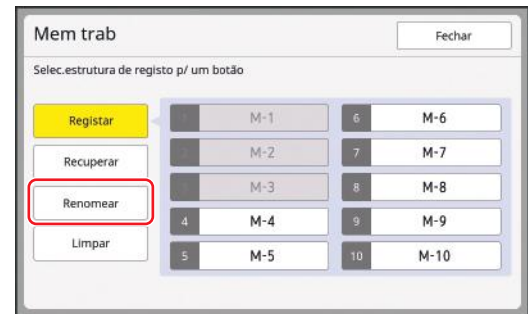 Mem trab
Fechar
Selec.estrutura de registo p/ um botão
Registar
Recuperar
Renomear
Limpar
M-1
M-2
M-3
4 M-4
5 M-5
6 M-6
7 M-7
8 M-8
9 M-9
10 M-10